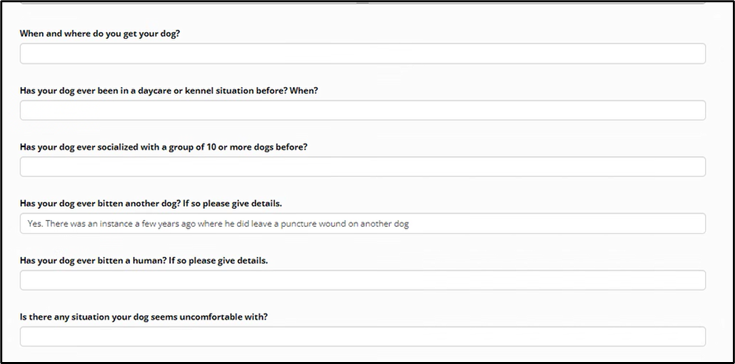 When and where do you get your dog?
Has your dog ever been in a daycare or kennel situation before? When?
Has your dog ever socialized with a group of 10 or more dogs before?
Has your dog ever bitten another dog? If so please give details.
Yes. There was an instance a few years ago where he did leave a puncture wound on another dog
Has your dog ever bitten a human? If so please give details.
Is there any situation your dog seems uncomfortable with?